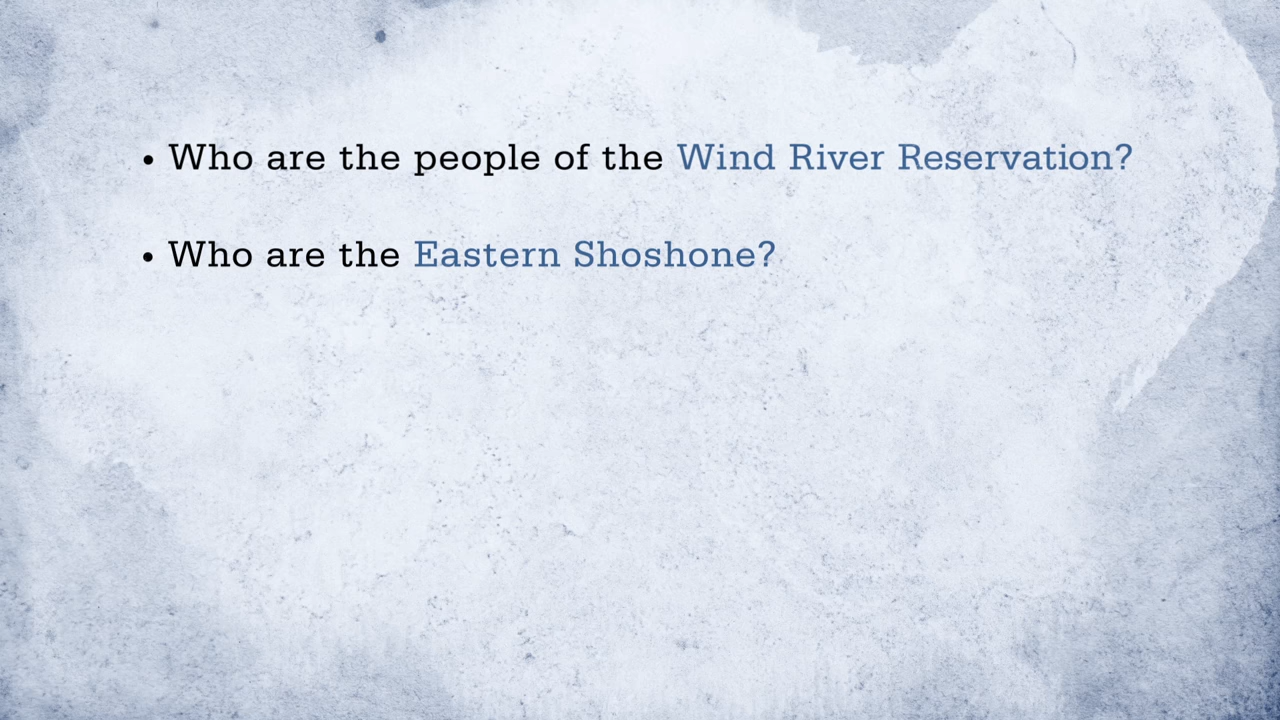 • Who are the people of the Wind River Reservation?
• Who are the Eastern Shoshone?